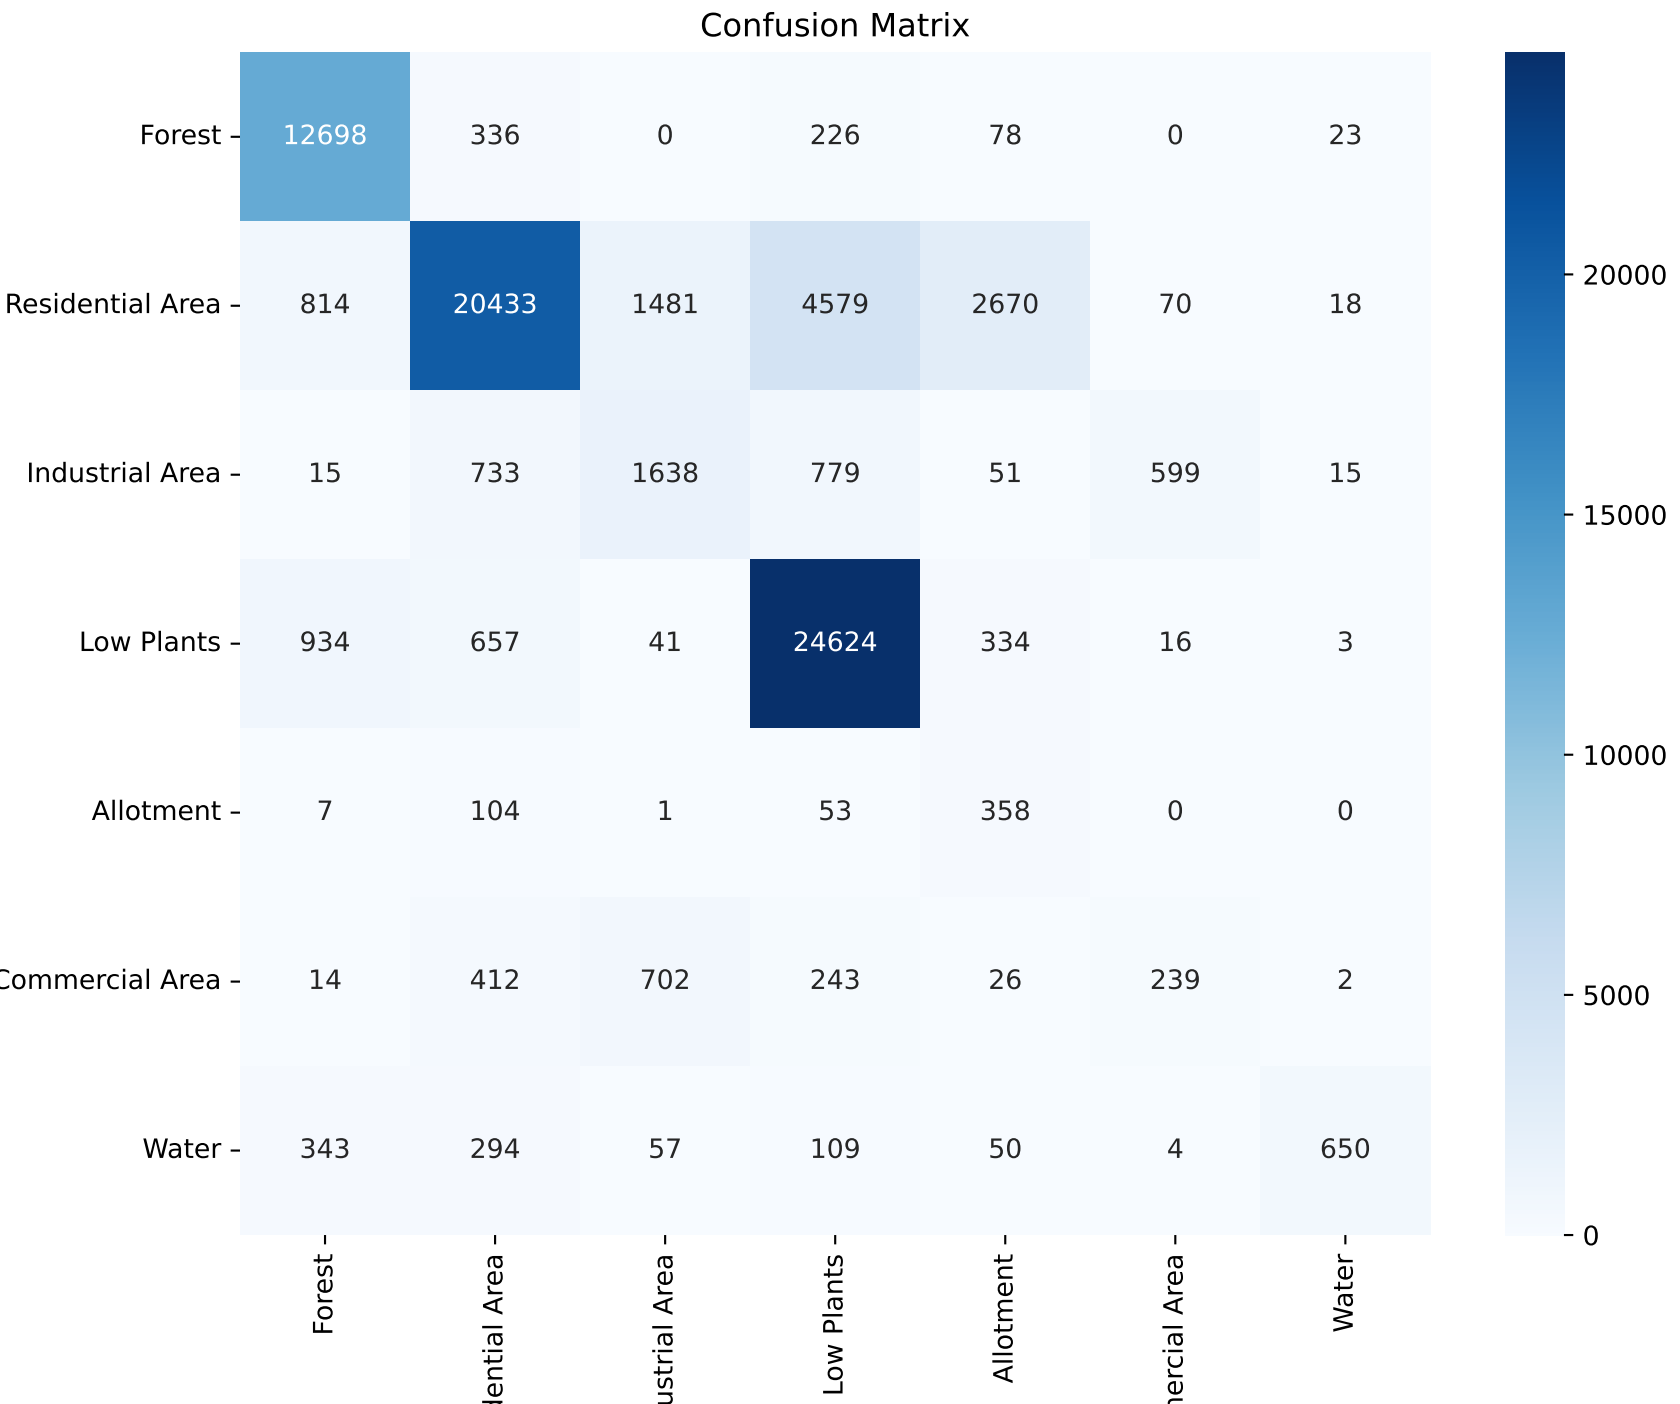 Confusion Matrix
Forest 12698 336 0 226 78 0 23
Residential Area 814 20433 1481 4579 2670 70 18
Industrial Area 15 733 1638 779 51 599 15
Low Plants 934 657 41 24624 334 16 3
Allotment 7 104 1 53 358 0 0
Commercial Area 14 412 702 243 26 239 2
Water 343 294 57 109 50 4 650
Forest
dential Area
ustrial Area
Low Plants
Allotment
mercial Area
Water
20000
15000
10000
5000
0